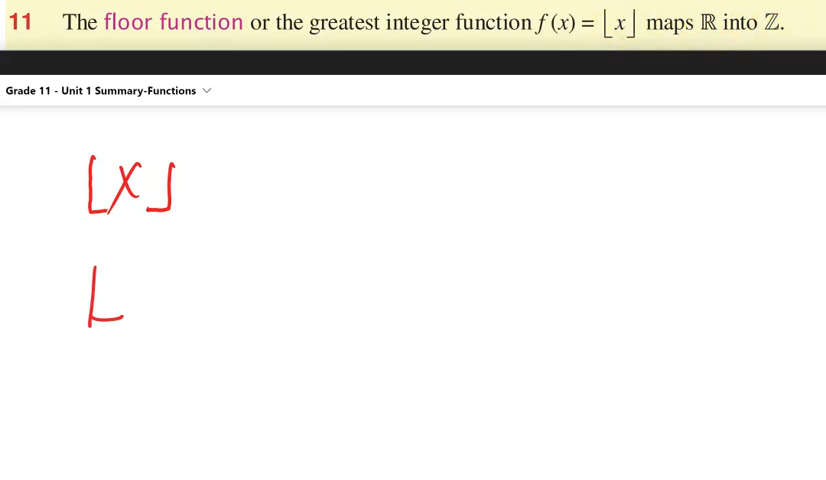 11 The floor function or the greatest integer function f (x) = ⌊x⌋ maps ℝ into ℤ.
Grade 11 - Unit 1 Summary-Functions
⌊x⌋
⌊